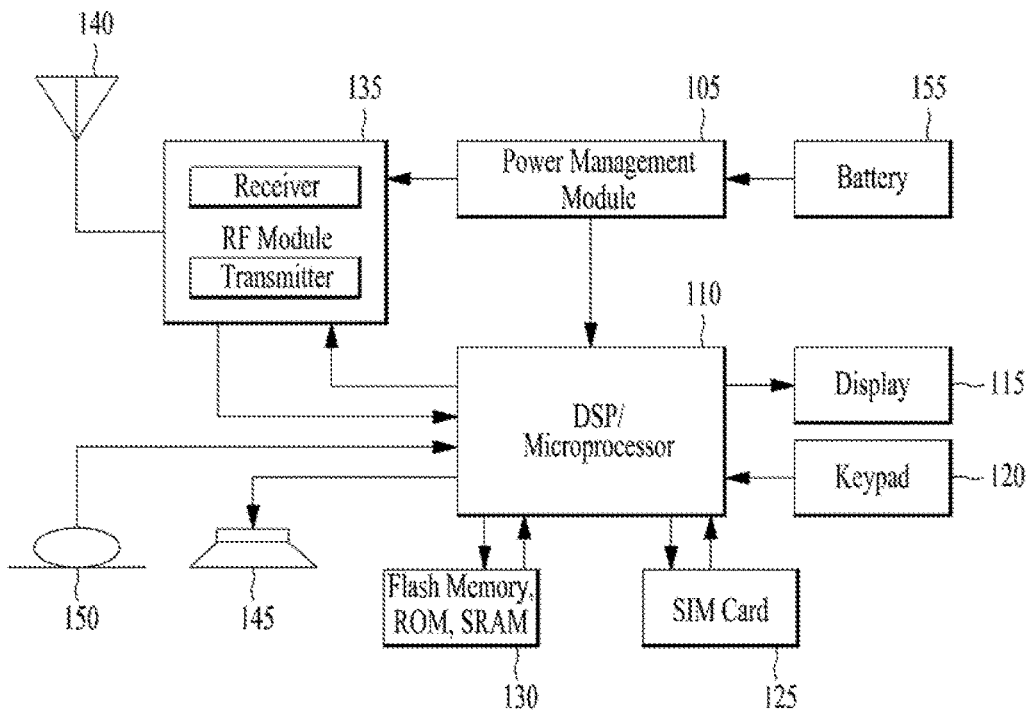 140
135
105
155
Receiver
RF Module
Transmitter
Power Management
Module
Battery
110
DSP/
Microprocessor
Display
115
Keypad
120
150
145
Flash Memory,
ROM, SRAM
130
SIM Card
125